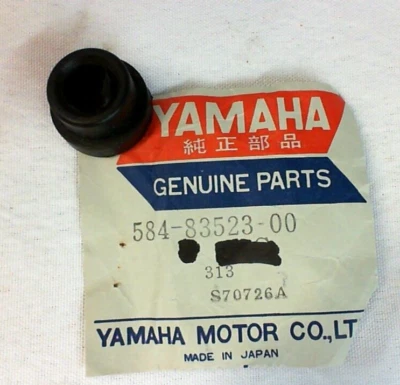 YAMAHA
純正部品
GENUINE PARTS
584-83523-00
313
S70726A
YAMAHA MOTOR CO.,LT
MADE IN JAPAN